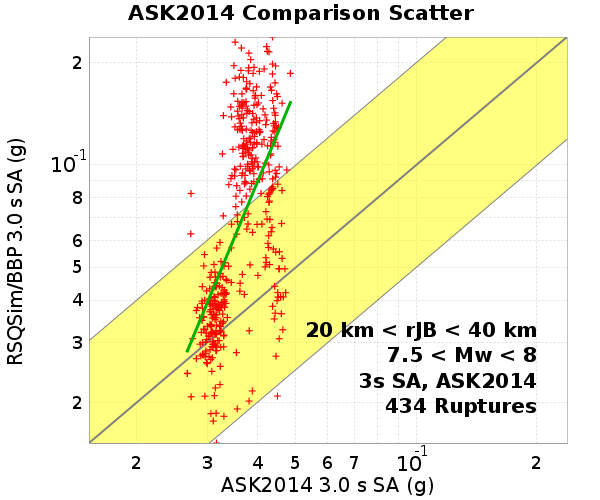 ASK2014 Comparison Scatter
RSQSim/BBP 3.0 s SA (g)
2
10-1
8
6
5
4
3
2
20 km < rJB < 40 km
7.5 < Mw < 8
3s SA, ASK2014
434 Ruptures
2 3 4 5 6 7 10-1 2
ASK2014 3.0 s SA (g)